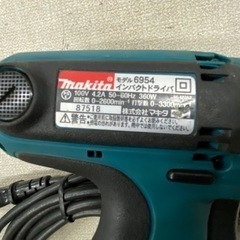 makita モデル 6954
インパクトドライバ
100V 4.2A 50-60Hz 360W
回転数 0-2600min⁻¹ 打撃数 0-3300min⁻¹
87518 株式会社マキタ